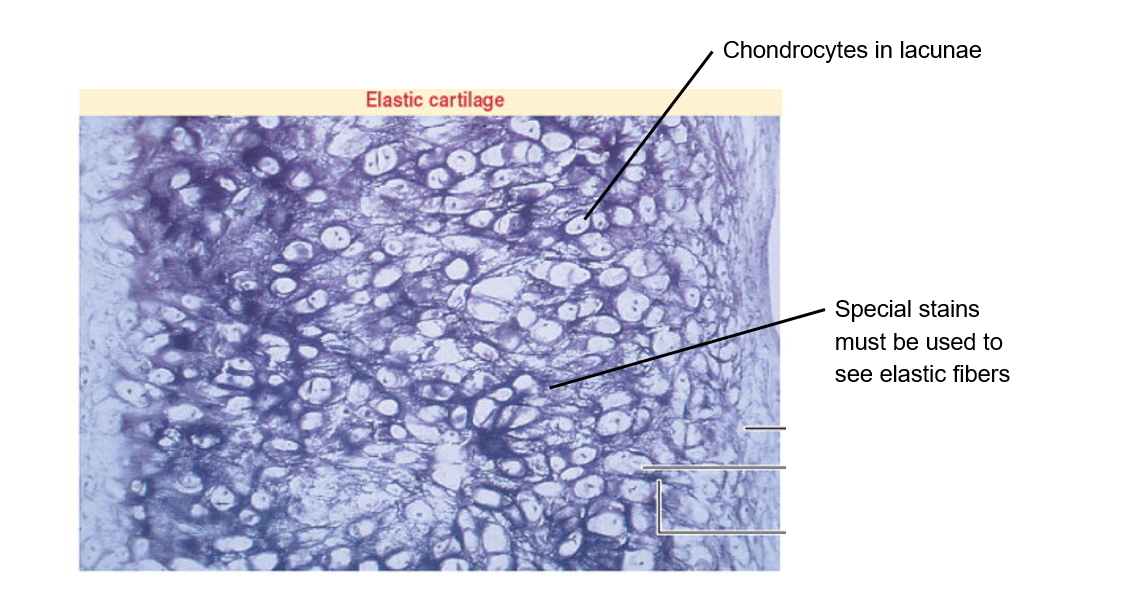 Chondrocytes in lacunae
Elastic cartilage
Special stains
must be used to
see elastic fibers